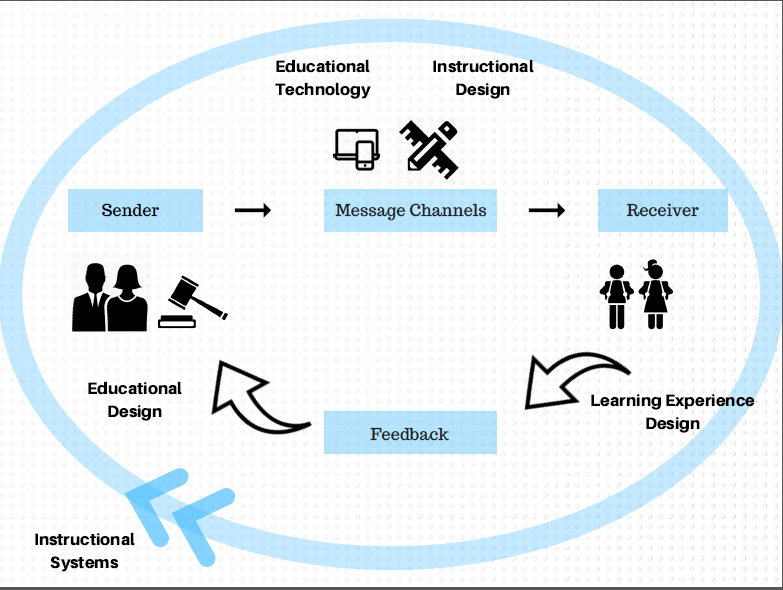 Educational
Technology
Instructional
Design
Sender
Message Channels
Receiver
Educational
Design
Feedback
Learning Experience
Design
Instructional
Systems